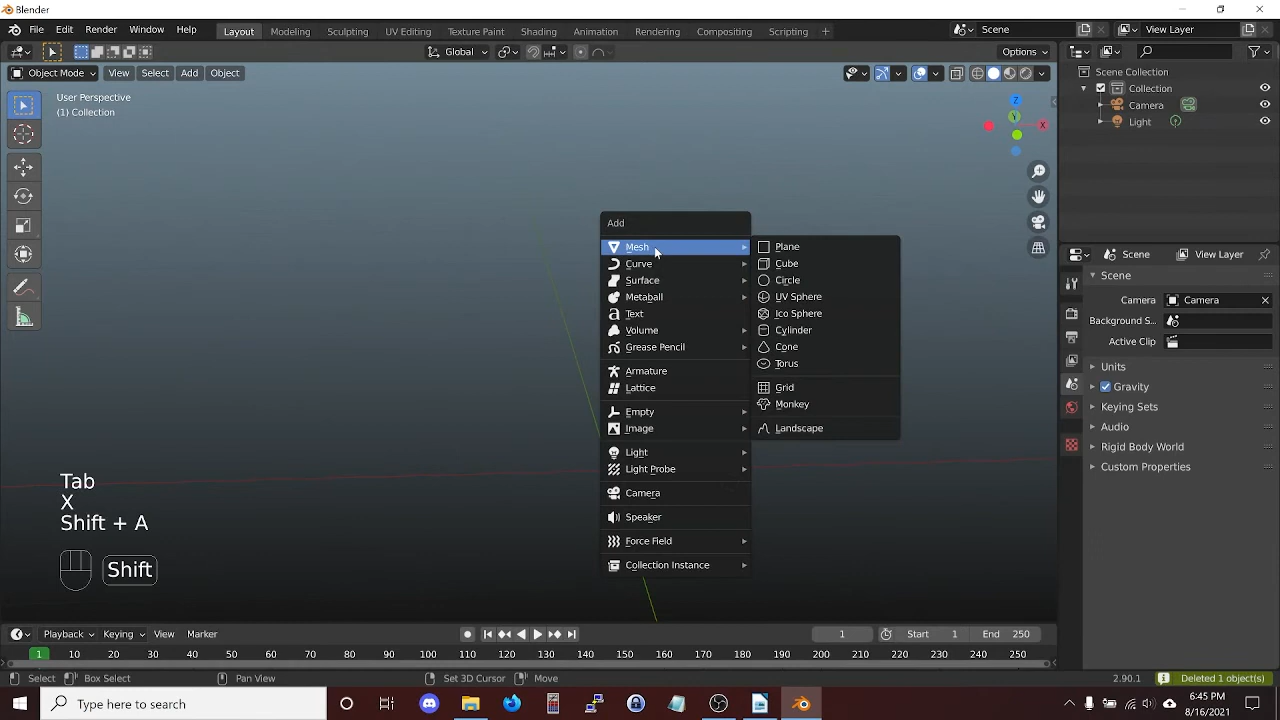 Blender
File Edit Render Window Help
Layout Modeling Sculpting UV Editing Texture Paint Shading Animation Rendering Compositing Scripting +
Scene
View Layer
Global
Options
Object Mode View Select Add Object
User Perspective
(1) Collection
Z
Y
X
Scene Collection
Collection
Camera
Light
Add
Mesh
Curve
Surface
Metaball
Text
Volume
Grease Pencil
Armature
Lattice
Empty
Image
Light
Light Probe
Camera
Speaker
Force Field
Collection Instance
Plane
Cube
Circle
UV Sphere
Ico Sphere
Cylinder
Cone
Torus
Grid
Monkey
Landscape
Scene View Layer
Scene
Camera Camera
Background S...
Active Clip
Units
Gravity
Keying Sets
Audio
Rigid Body World
Custom Properties
Tab
X
Shift + A
Shift
Playback Keying View Marker
1 Start 1 End 250
1 10 20 30 40 50 60 70 80 90 100 110 120 130 140 150 160 170 180 190 200 210 220 230 240 250
Select Box Select Pan View Set 3D Cursor Move 2.90.1 Deleted 1 object(s)
Type here to search
6:45 PM
8/16/2021